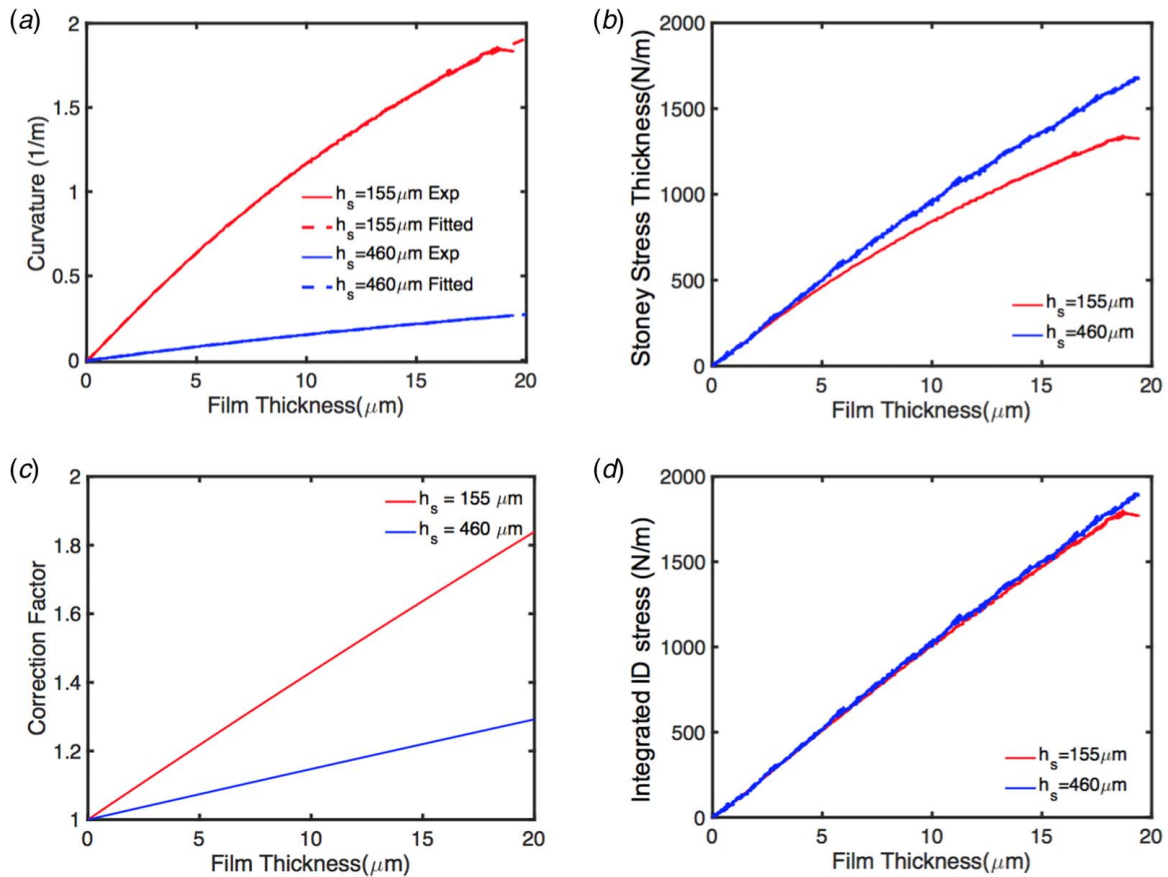 (a)
2
1.5
1
0.5
0
0
5
10
15
20
Curvature (1/m)
Film Thickness(μm)
h_s=155μm Exp
h_s=155μm Fitted
h_s=460μm Exp
h_s=460μm Fitted
(b)
2000
1500
1000
500
0
0
5
10
15
20
Stoney Stress Thickness(N/m)
Film Thickness(μm)
h_s=155μm
h_s=460μm
(c)
2
1.8
1.6
1.4
1.2
1
0
5
10
15
20
Correction Factor
Film Thickness(μm)
h_s = 155 μm
h_s = 460 μm
(d)
2000
1500
1000
500
0
0
5
10
15
20
Integrated ID stress (N/m)
Film Thickness(μm)
h_s=155μm
h_s=460μm